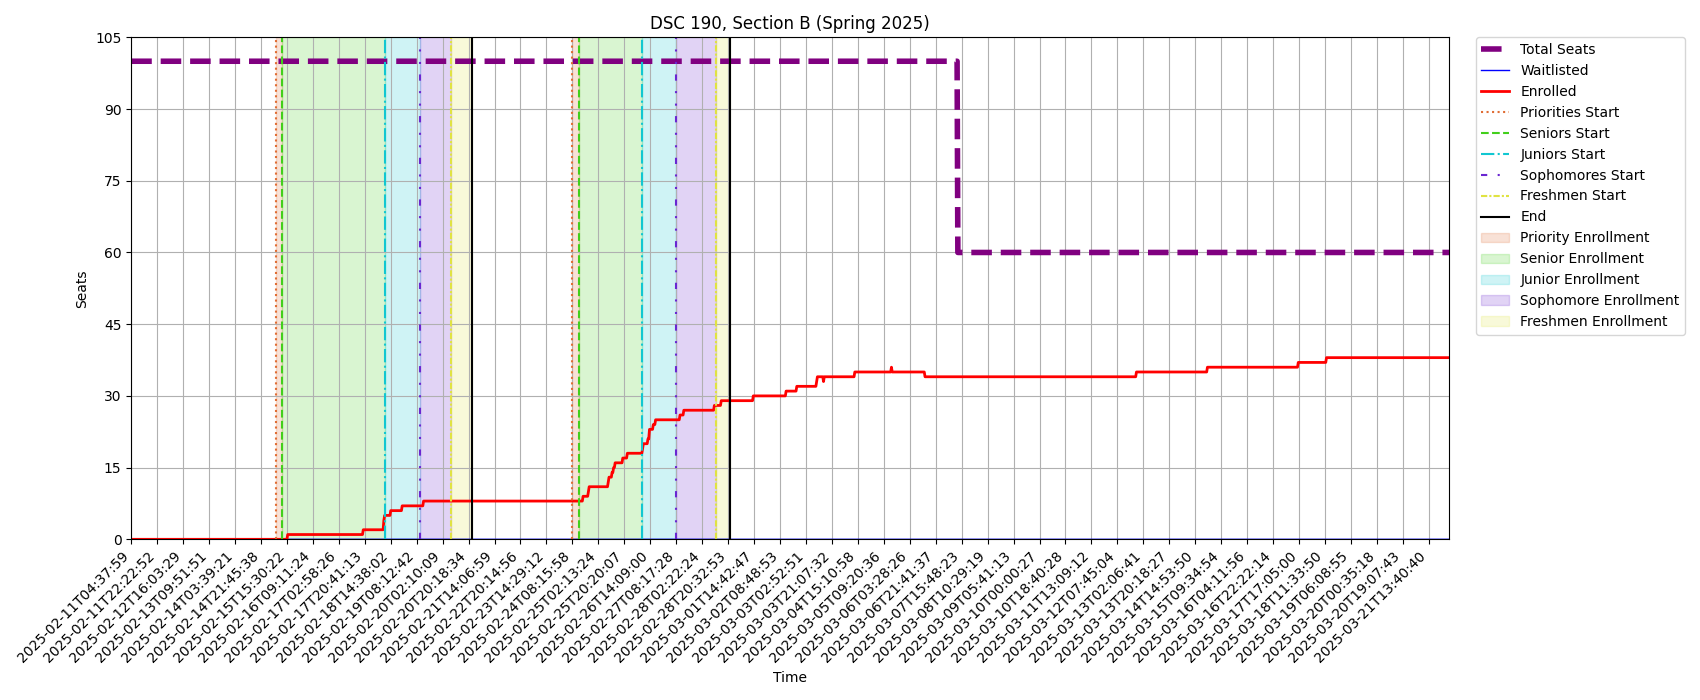 DSC 190, Section B (Spring 2025)
105
90
75
60
45
30
15
0
Seats
2025-02-11T04:37:59
2025-02-11T22:22:52
2025-02-12T16:03:29
2025-02-13T09:51:51
2025-02-14T03:39:21
2025-02-14T21:45:38
2025-02-15T15:30:22
2025-02-16T09:11:24
2025-02-17T02:58:26
2025-02-17T20:41:13
2025-02-18T14:38:02
2025-02-19T08:12:42
2025-02-20T02:10:09
2025-02-20T20:18:34
2025-02-21T14:06:59
2025-02-22T20:14:56
2025-02-23T14:29:12
2025-02-24T08:15:58
2025-02-25T02:13:24
2025-02-25T20:20:07
2025-02-26T14:09:00
2025-02-27T08:17:28
2025-02-28T02:22:24
2025-02-28T20:32:53
2025-03-01T14:42:47
2025-03-02T08:48:53
2025-03-03T02:52:51
2025-03-03T21:07:32
2025-03-04T15:10:58
2025-03-05T09:20:36
2025-03-06T03:28:26
2025-03-06T21:41:37
2025-03-07T15:48:23
2025-03-08T10:29:19
2025-03-09T05:41:13
2025-03-10T00:00:27
2025-03-10T18:40:28
2025-03-11T13:09:12
2025-03-12T07:45:04
2025-03-13T02:06:41
2025-03-13T20:18:27
2025-03-14T14:53:50
2025-03-15T09:34:54
2025-03-16T04:11:56
2025-03-16T22:22:14
2025-03-17T17:05:00
2025-03-18T11:33:50
2025-03-19T06:08:55
2025-03-20T00:35:18
2025-03-20T19:07:43
2025-03-21T13:40:40
Time
Total Seats
Waitlisted
Enrolled
Priorities Start
Seniors Start
Juniors Start
Sophomores Start
Freshmen Start
End
Priority Enrollment
Senior Enrollment
Junior Enrollment
Sophomore Enrollment
Freshmen Enrollment